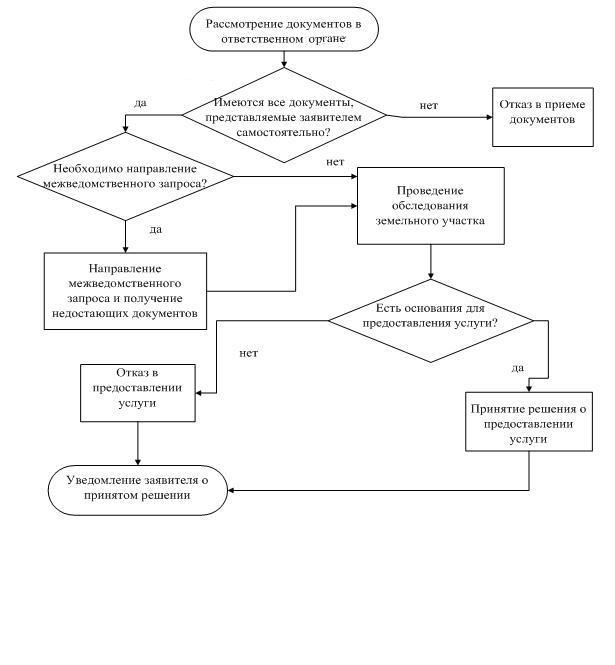 Рассмотрение документов в
ответственном органе
да
Имеются все документы,
представляемые заявителем
самостоятельно?
нет
Отказ в приеме
документов
Необходимо направление
межведомственного запроса?
нет
Проведение
обследования
земельного участка
да
Направление
межведомственного
запроса и получение
недостающих документов
Есть основания для
предоставления услуги?
нет
да
Отказ в
предоставлении
услуги
Принятие решения о
предоставлении
услуги
Уведомление заявителя о
принятом решении